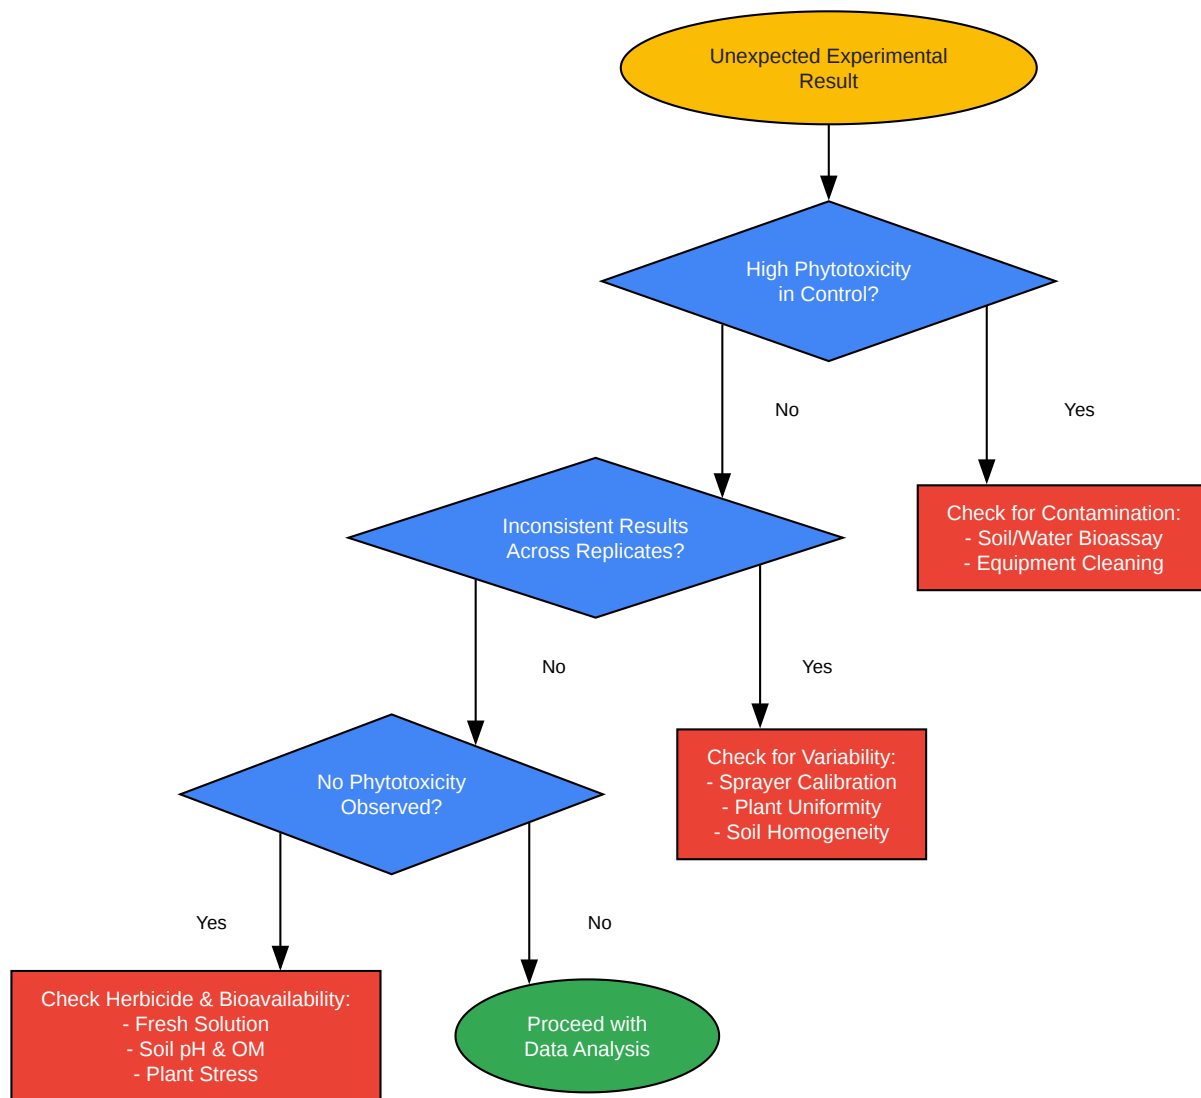 Unexpected Experimental
Result
High Phytotoxicity
in Control?
No
Yes
Inconsistent Results
Across Replicates?
Check for Contamination:
- Soil/Water Bioassay
- Equipment Cleaning
No
Yes
No Phytotoxicity
Observed?
Check for Variability:
- Sprayer Calibration
- Plant Uniformity
- Soil Homogeneity
Yes
No
Check Herbicide & Bioavailability:
- Fresh Solution
- Soil pH & OM
- Plant Stress
Proceed with
Data Analysis